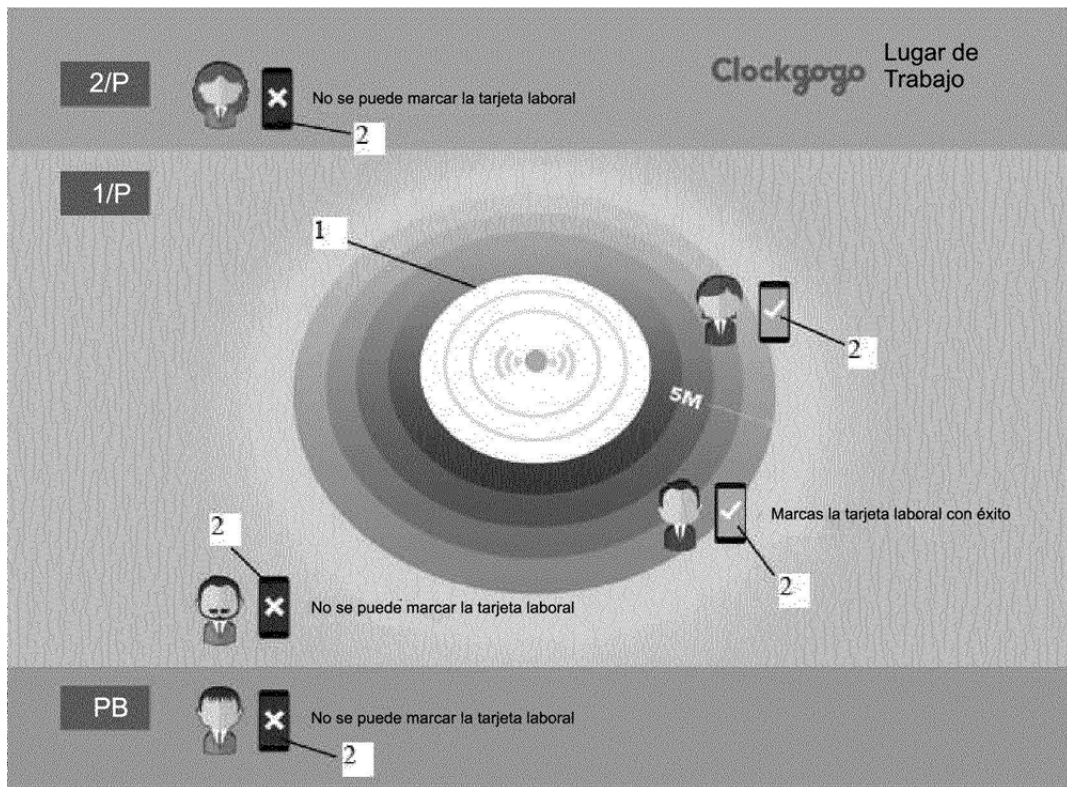 2/P
No se puede marcar la tarjeta laboral
2
Clockgogo
Lugar de
Trabajo
1/P
1
2
5M
2
Marcas la tarjeta laboral con éxito
2
No se puede marcar la tarjeta laboral
PB
No se puede marcar la tarjeta laboral
2